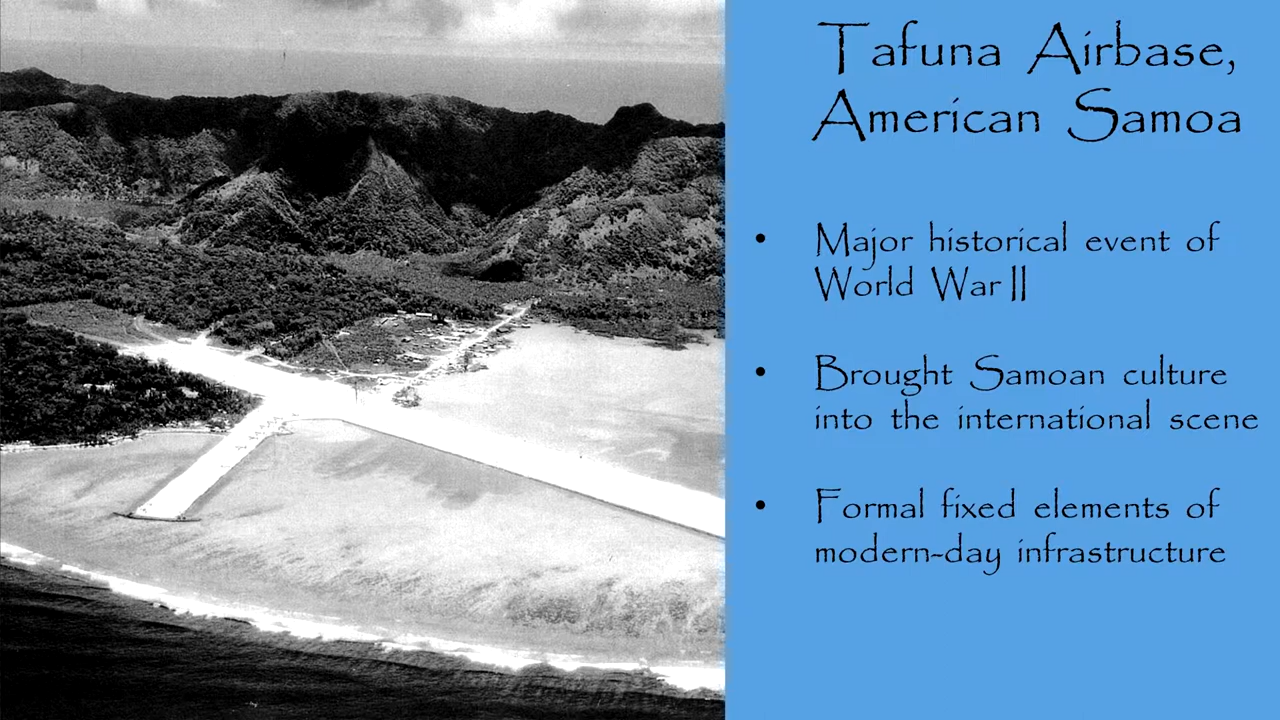 Tafuna Airbase,
American Samoa
• Major historical event of
World War II
• Brought Samoan culture
into the international scene
• Formal fixed elements of
modern-day infrastructure